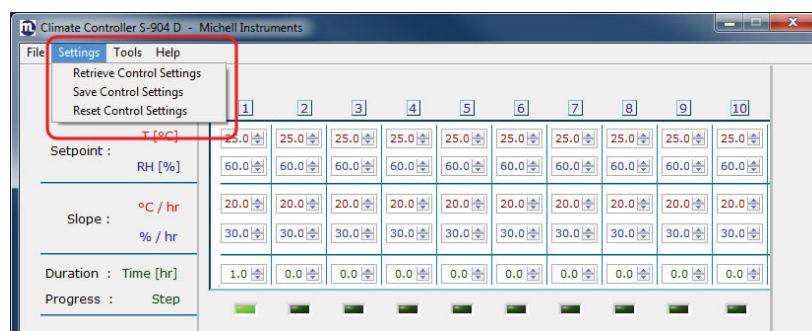 Climate Controller S-904 D - Michell Instruments
File Settings Tools Help
Retrieve Control Settings
Save Control Settings
Reset Control Settings
1 2 3 4 5 6 7 8 9 10
T [°C] 25.0 25.0 25.0 25.0 25.0 25.0 25.0 25.0 25.0 25.0
Setpoint :
RH [%] 60.0 60.0 60.0 60.0 60.0 60.0 60.0 60.0 60.0 60.0
°C / hr 20.0 20.0 20.0 20.0 20.0 20.0 20.0 20.0 20.0 20.0
Slope :
% / hr 30.0 30.0 30.0 30.0 30.0 30.0 30.0 30.0 30.0 30.0
Duration : Time [hr] 1.0 0.0 0.0 0.0 0.0 0.0 0.0 0.0 0.0 0.0
Progress : Step